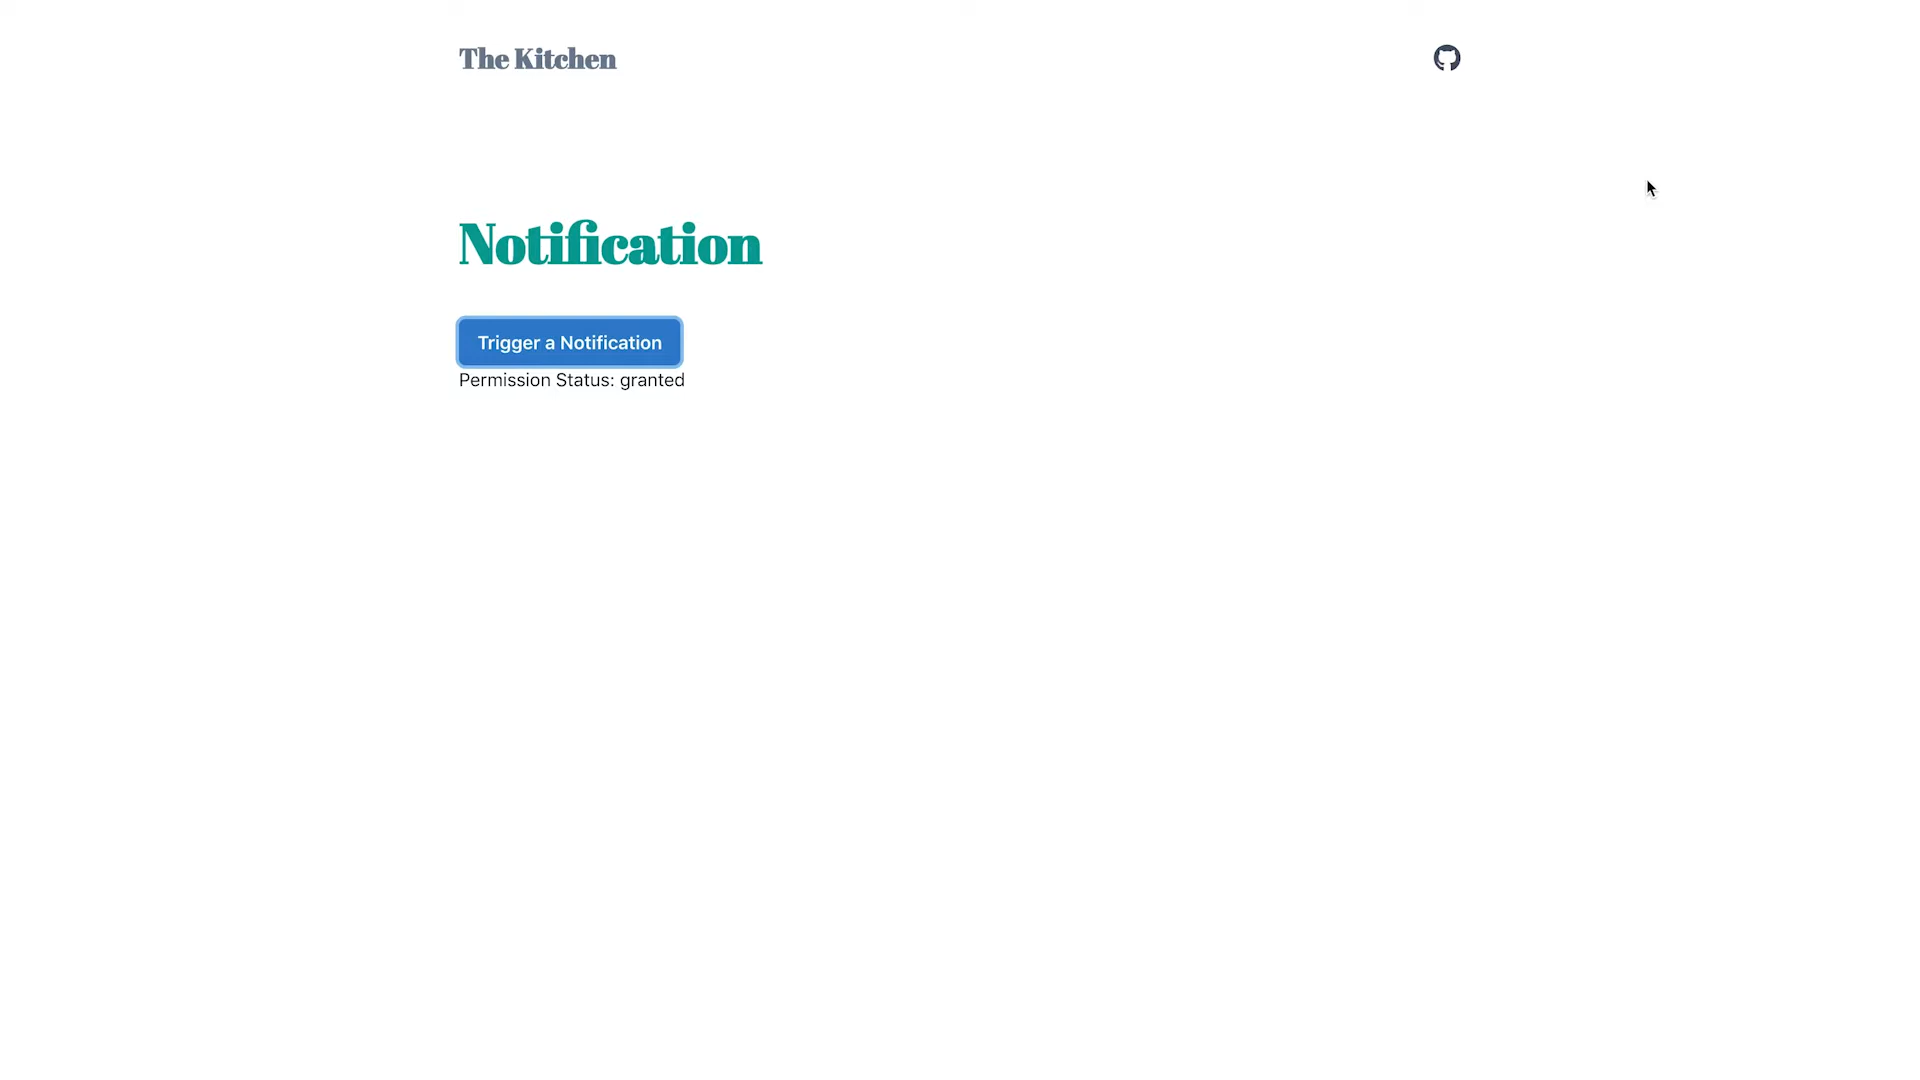 The Kitchen
Notification
Trigger a Notification
Permission Status: granted